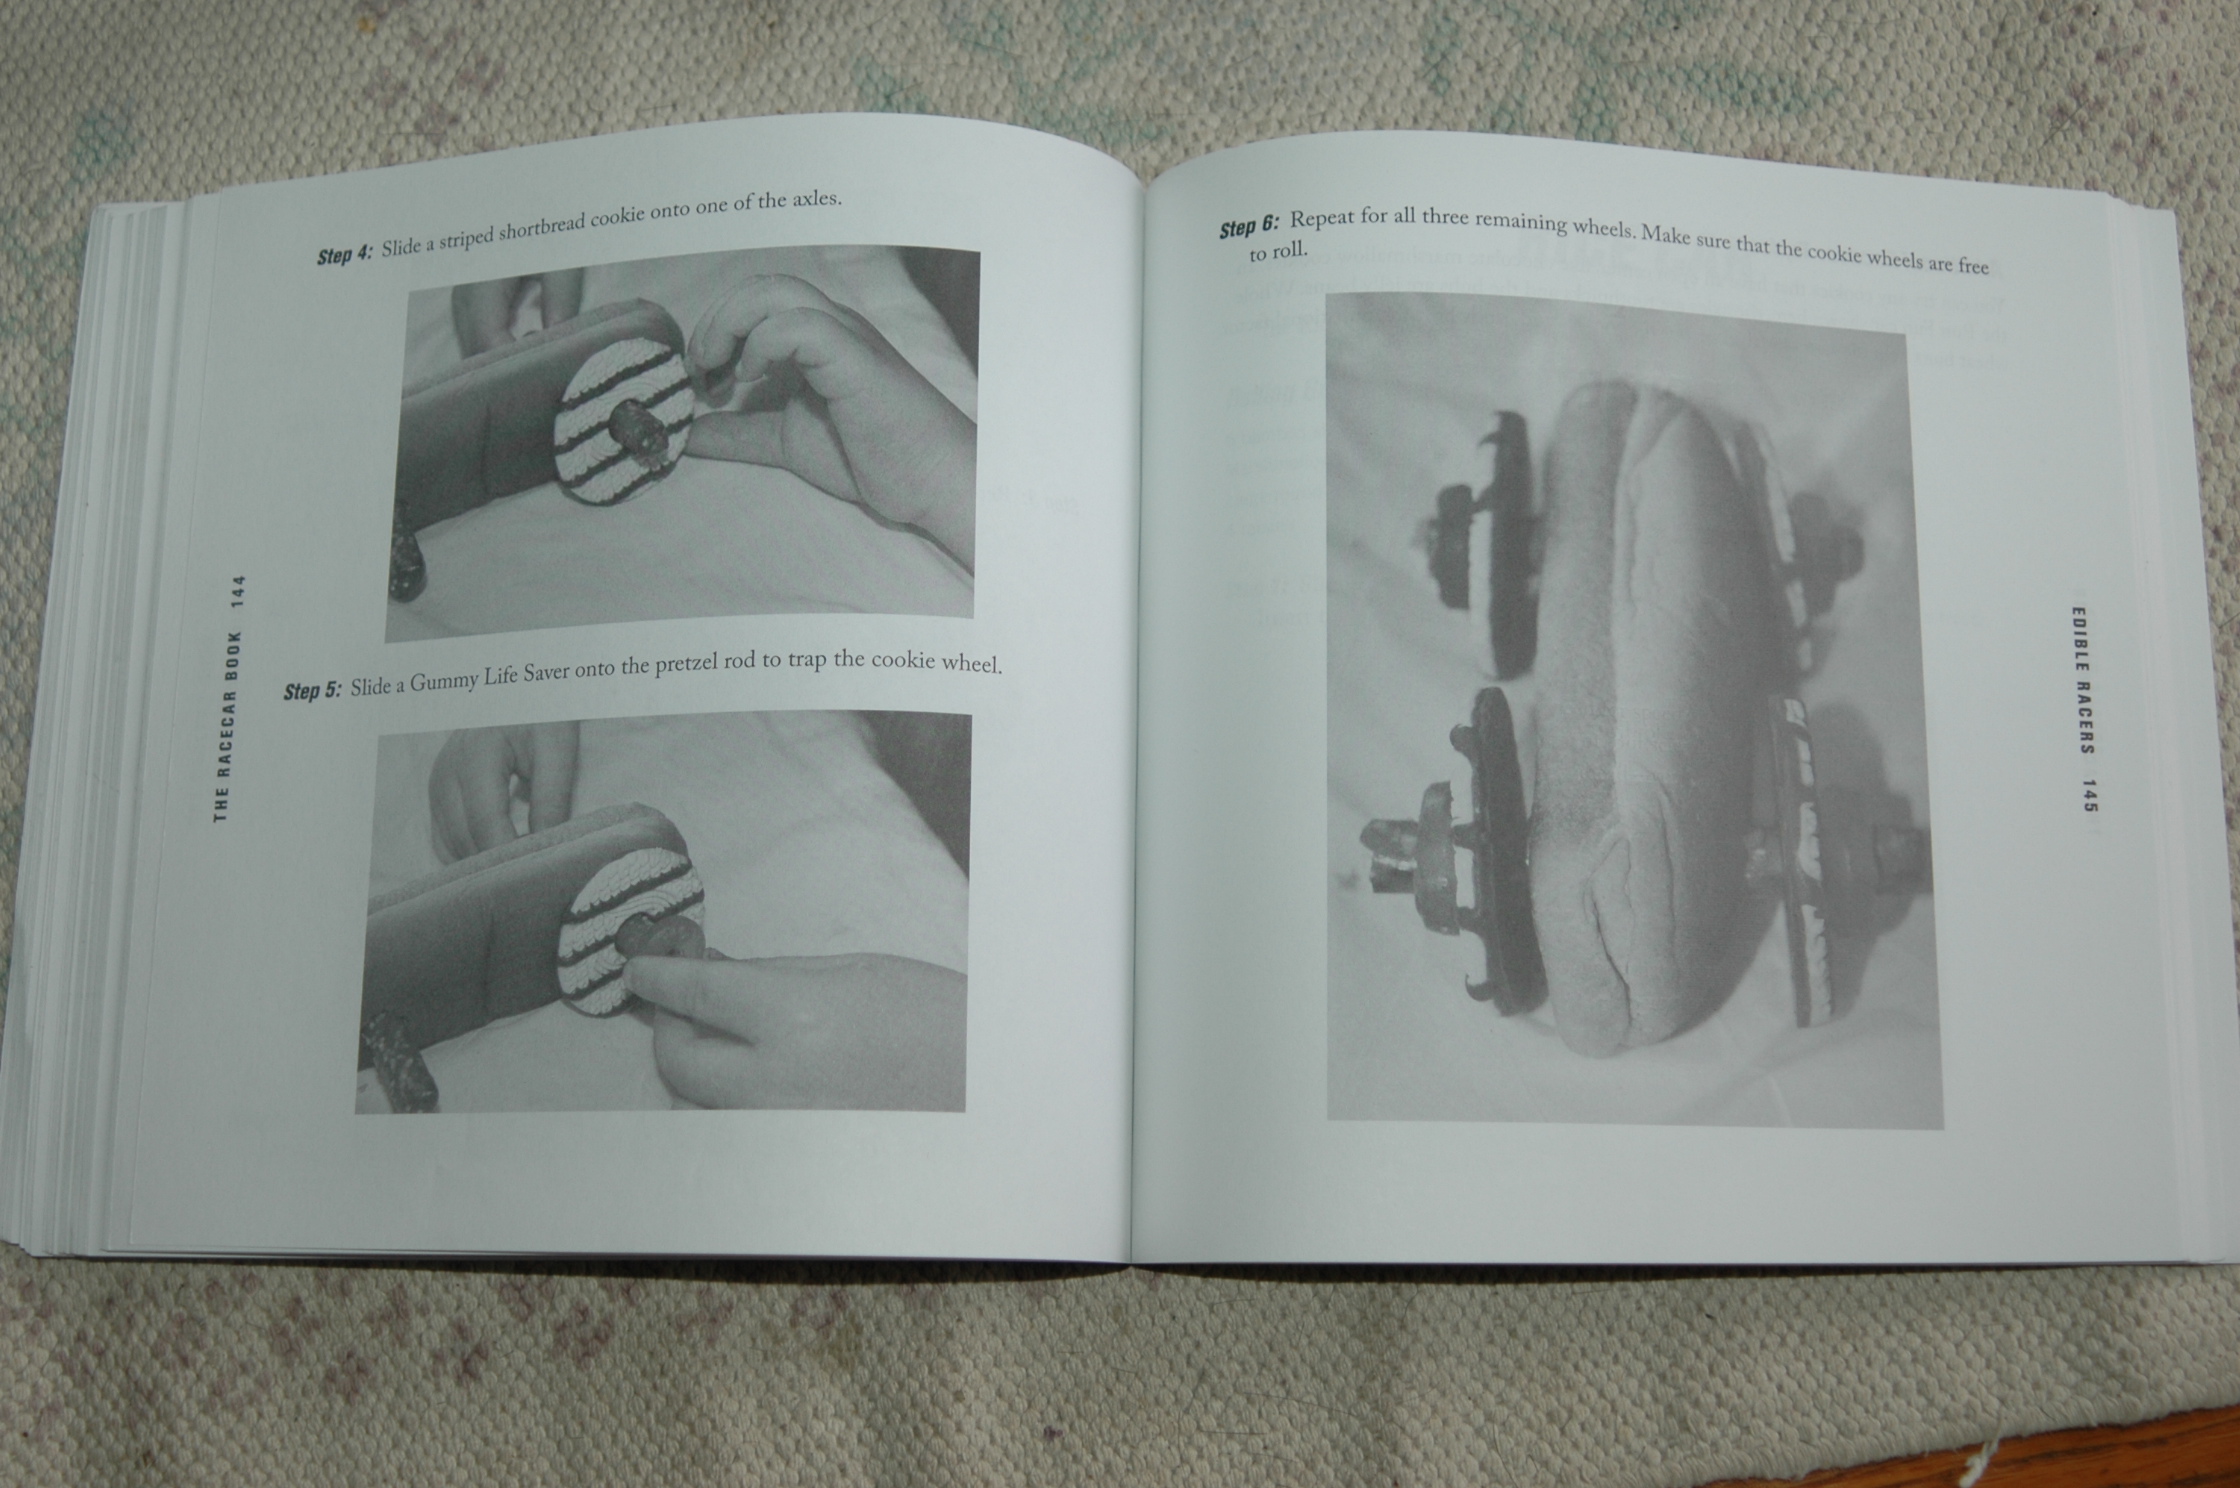 Step 4: Slide a striped shortbread cookie onto one of the axles.
Step 5: Slide a Gummy Life Saver onto the pretzel rod to trap the cookie wheel.
THE RACECAR BOOK 144
Step 6: Repeat for all three remaining wheels. Make sure that the cookie wheels are free
to roll.
EDIBLE RACERS 145